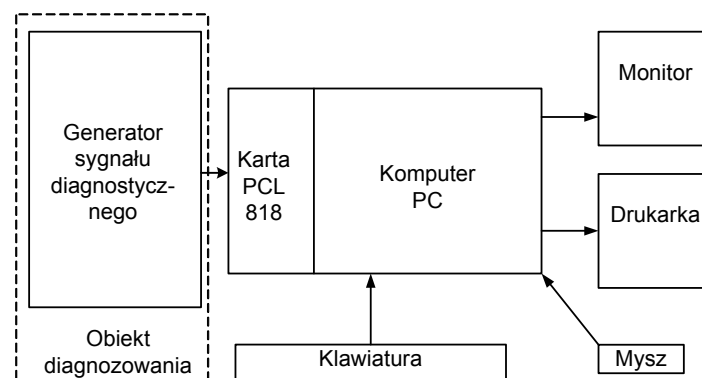 Generator
sygnału
diagnostycz-
nego
Obiekt
diagnozowania
Karta
PCL
818
Komputer
PC
Monitor
Drukarka
Klawiatura
Mysz